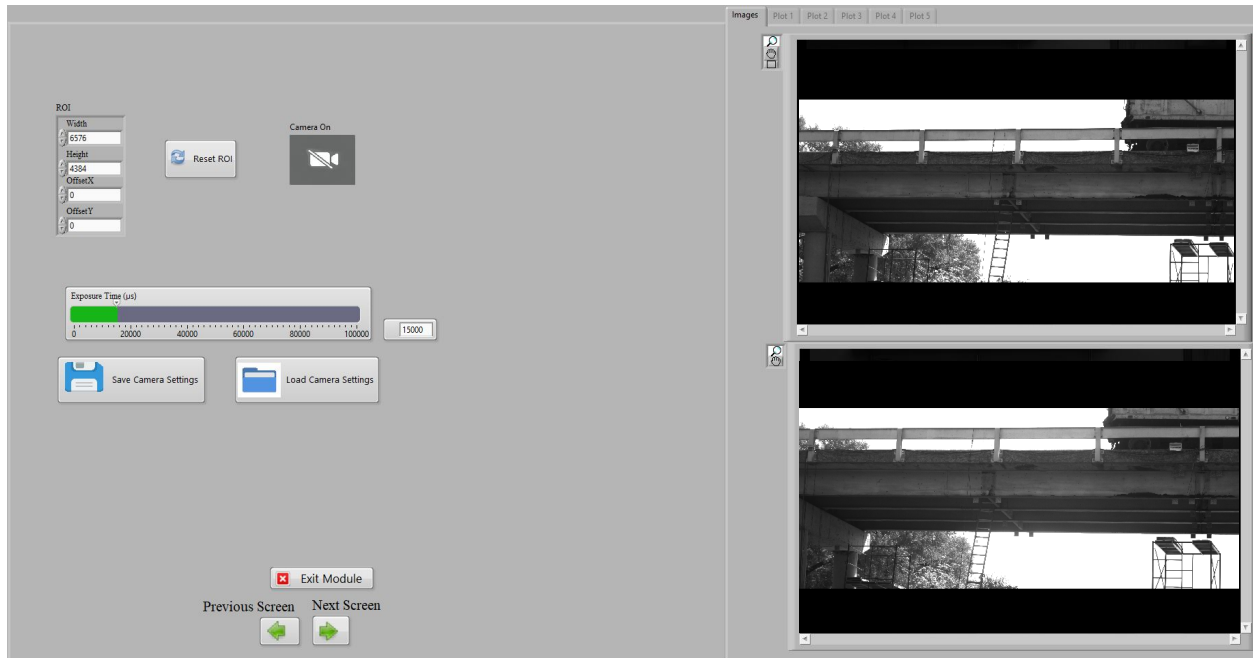 Images Plot 1 Plot 2 Plot 3 Plot 4 Plot 5
ROI
Width
6576
Height
4384
OffsetX
0
OffsetY
0
Reset ROI
Camera On
Exposure Time (µs)
0 20000 40000 60000 80000 100000
15000
Save Camera Settings
Load Camera Settings
Exit Module
Previous Screen Next Screen